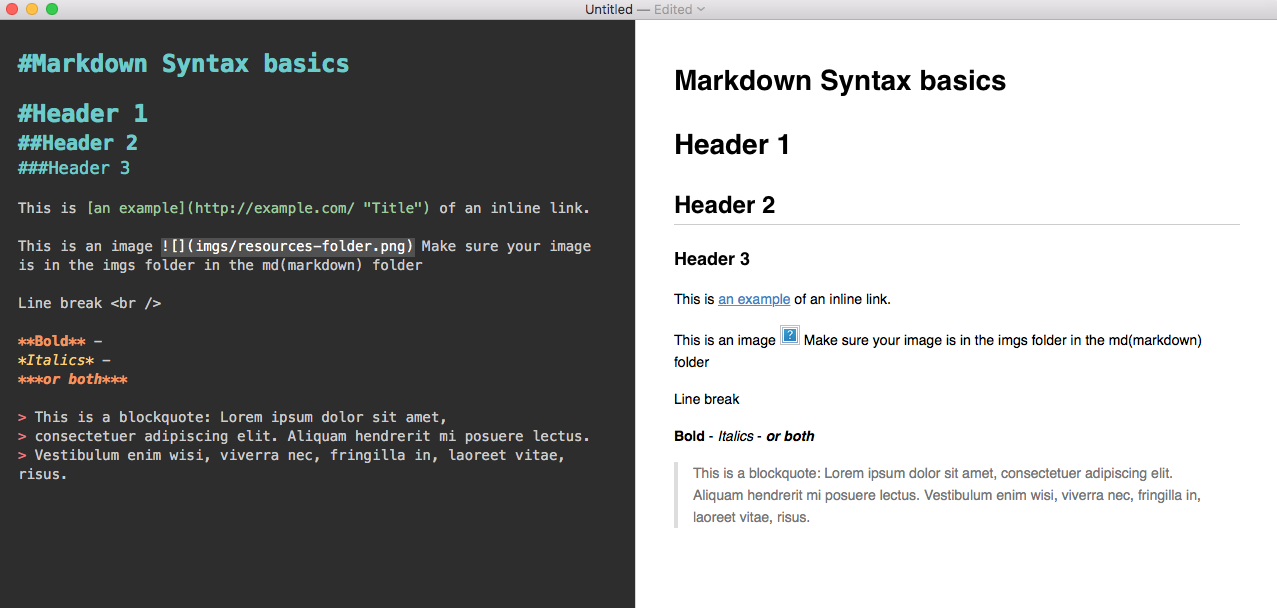 Untitled — Edited
#Markdown Syntax basics
#Header 1
##Header 2
###Header 3
This is [an example](http://example.com/ "Title") of an inline link.
This is an image ![](imgs/resources-folder.png) Make sure your image
is in the imgs folder in the md(markdown) folder
Line break <br />
**Bold** -
*Italics* -
***or both***
> This is a blockquote: Lorem ipsum dolor sit amet,
> consectetuer adipiscing elit. Aliquam hendrerit mi posuere lectus.
> Vestibulum enim wisi, viverra nec, fringilla in, laoreet vitae,
risus.
Markdown Syntax basics
Header 1
Header 2
Header 3
This is an example of an inline link.
This is an image ? Make sure your image is in the imgs folder in the md(markdown)
folder
Line break
Bold - Italics - or both
This is a blockquote: Lorem ipsum dolor sit amet, consectetuer adipiscing elit.
Aliquam hendrerit mi posuere lectus. Vestibulum enim wisi, viverra nec, fringilla in,
laoreet vitae, risus.